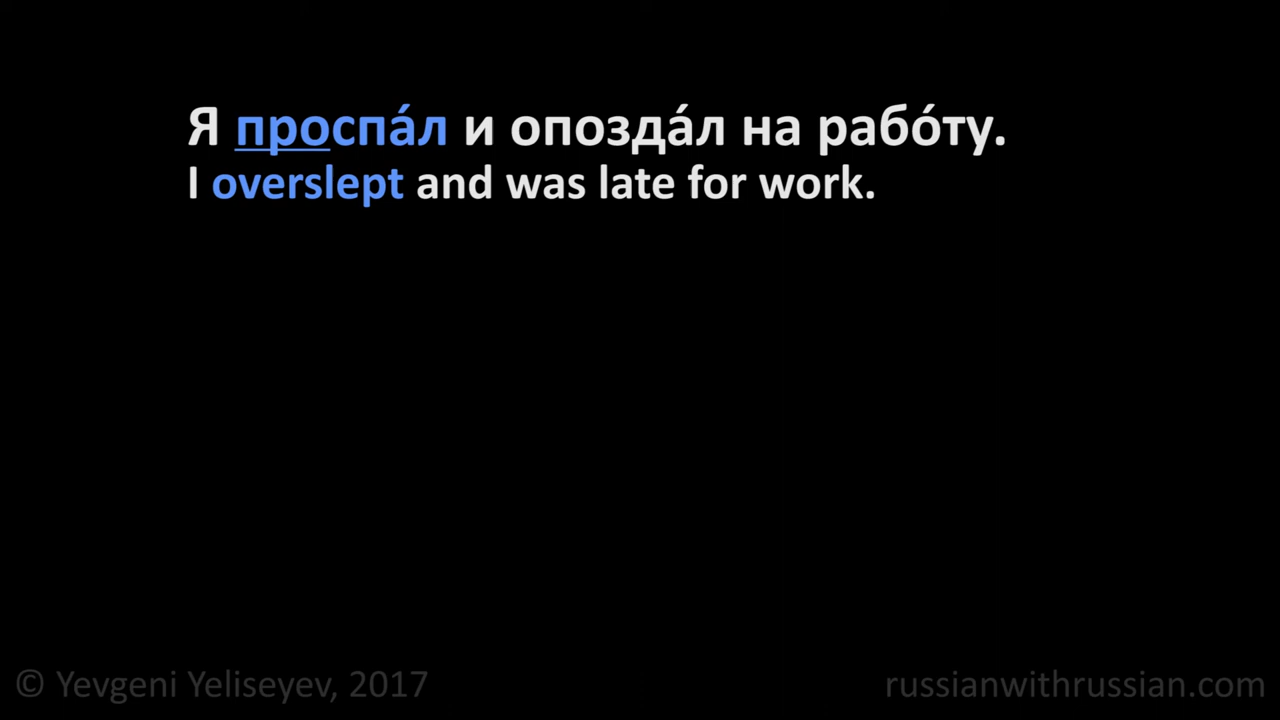 Я проспа́л и опозда́л на рабо́ту.
I overslept and was late for work.
© Yevgeni Yeliseyev, 2017
russianwithrussian.com